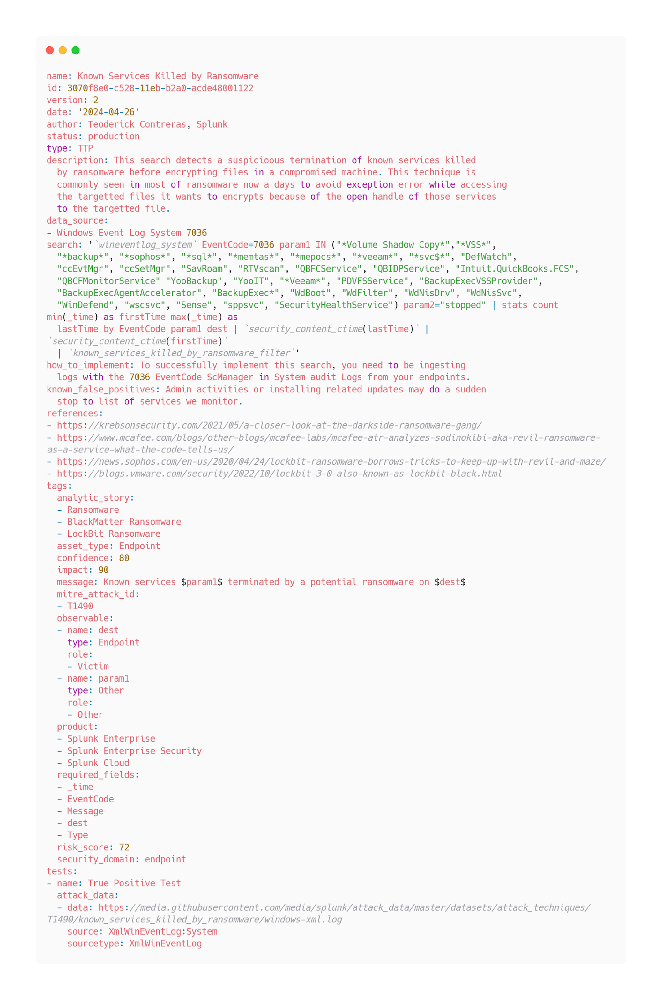 name: Known Services Killed by Ransomware
id: 3070f8e0-c528-11eb-b2a0-acde48001122
version: 2
date: '2024-04-26'
author: Teoderick Contreras, Splunk
status: production
type: TTP
description: This search detects a suspicioous termination of known services killed
  by ransomware before encrypting files in a compromised machine. This technique is
  commonly seen in most of ransomware now a days to avoid exception error while accessing
  the targetted files it wants to encrypts because of the open handle of those services
  to the targetted file.
data_source:
- Windows Event Log System 7036
search: '`wineventlog_system` EventCode=7036 param1 IN ("*Volume Shadow Copy*","*VSS*",
  "*backup*", "*sophos*", "*sql*", "*memtas*", "*mepocs*", "*veeam*", "*svc$*", "DefWatch",
  "ccEvtMgr", "ccSetMgr", "SavRoam", "RTVscan", "QBFCService", "QBIDPService", "Intuit.QuickBooks.FCS",
  "QBCFMonitorService" "YooBackup", "YooIT", "*Veeam*", "PDVFSService", "BackupExecVSSProvider",
  "BackupExecAgentAccelerator", "BackupExec*", "WdBoot", "WdFilter", "WdNisDrv", "WdNisSvc",
  "WinDefend", "wscsvc", "Sense", "sppsvc", "SecurityHealthService") param2="stopped" | stats count
min(_time) as firstTime max(_time) as
  lastTime by EventCode param1 dest | `security_content_ctime(lastTime)` |
`security_content_ctime(firstTime)`
  | `known_services_killed_by_ransomware_filter`'
how_to_implement: To successfully implement this search, you need to be ingesting
  logs with the 7036 EventCode ScManager in System audit Logs from your endpoints.
known_false_positives: Admin activities or installing related updates may do a sudden
  stop to list of services we monitor.
references:
- https://krebsonsecurity.com/2021/05/a-closer-look-at-the-darkside-ransomware-gang/
- https://www.mcafee.com/blogs/other-blogs/mcafee-labs/mcafee-atr-analyzes-sodinokibi-aka-revil-ransomware-
as-a-service-what-the-code-tells-us/
- https://news.sophos.com/en-us/2020/04/24/lockbit-ransomware-borrows-tricks-to-keep-up-with-revil-and-maze/
- https://blogs.vmware.com/security/2022/10/lockbit-3-0-also-known-as-lockbit-black.html
tags:
  analytic_story:
  - Ransomware
  - BlackMatter Ransomware
  - LockBit Ransomware
  asset_type: Endpoint
  confidence: 80
  impact: 90
  message: Known services $param1$ terminated by a potential ransomware on $dest$
  mitre_attack_id:
  - T1490
  observable:
  - name: dest
    type: Endpoint
    role:
    - Victim
  - name: param1
    type: Other
    role:
    - Other
  product:
  - Splunk Enterprise
  - Splunk Enterprise Security
  - Splunk Cloud
  required_fields:
  - _time
  - EventCode
  - Message
  - dest
  - Type
  risk_score: 72
  security_domain: endpoint
tests:
- name: True Positive Test
  attack_data:
  - data: https://media.githubusercontent.com/media/splunk/attack_data/master/datasets/attack_techniques/
T1490/known_services_killed_by_ransomware/windows-xml.log
    source: XmlWinEventLog:System
    sourcetype: XmlWinEventLog